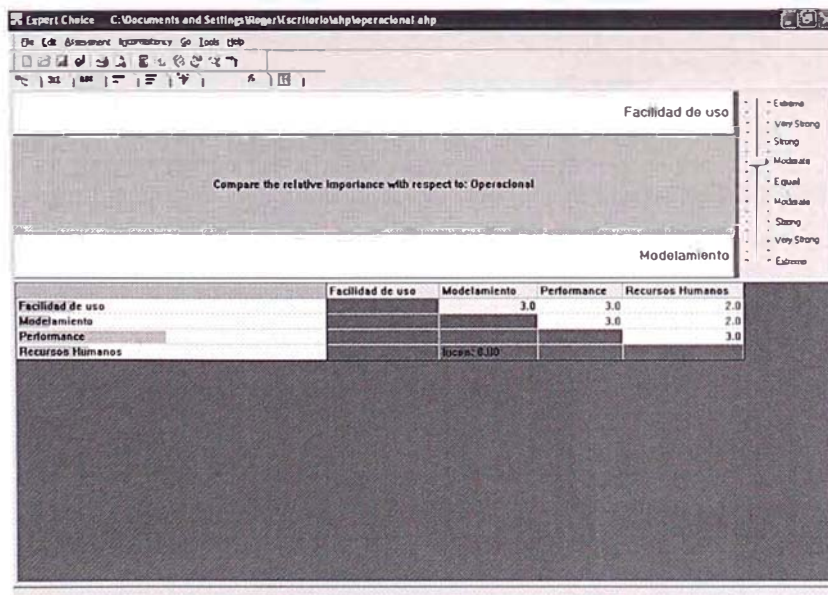 Expert Choice C:\Documents and Settings\Roger\Escritorio\ahp\operacional.ahp
File Edit Assessment Inconsistency Go Tools Help
Facilidad de uso
Compare the relative importance with respect to: Operacional
Modelamiento
Extreme
Very Strong
Strong
Moderate
Equal
Moderate
Strong
Very Strong
Extreme
Facilidad de uso Modelamiento Performance Recursos Humanos
Facilidad de uso 3.0 3.0 2.0
Modelamiento 3.0 2.0
Performance 3.0
Recursos Humanos